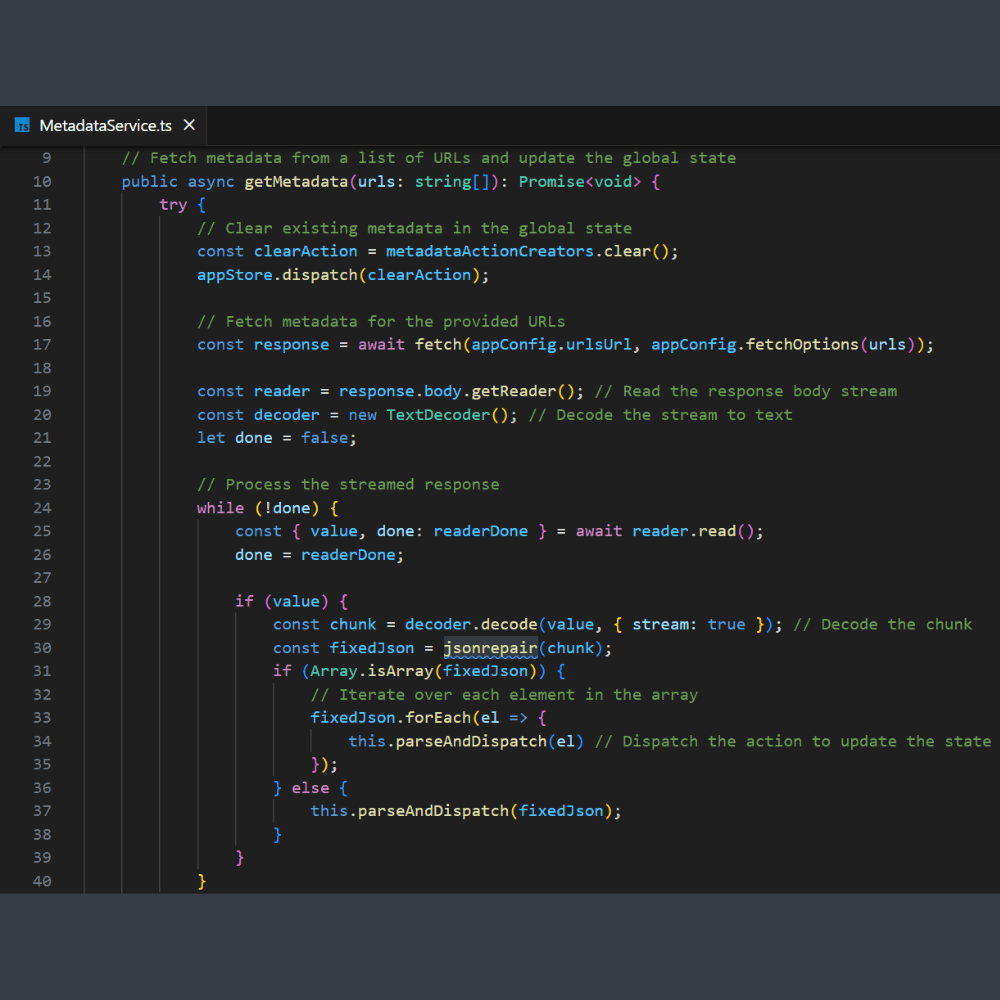 TS MetadataService.ts ×
9 // Fetch metadata from a list of URLs and update the global state
10 public async getMetadata(urls: string[]): Promise<void> {
11 try {
12 // Clear existing metadata in the global state
13 const clearAction = metadataActionCreators.clear();
14 appStore.dispatch(clearAction);
15
16 // Fetch metadata for the provided URLs
17 const response = await fetch(appConfig.urlsUrl, appConfig.fetchOptions(urls));
18
19 const reader = response.body.getReader(); // Read the response body stream
20 const decoder = new TextDecoder(); // Decode the stream to text
21 let done = false;
22
23 // Process the streamed response
24 while (!done) {
25 const { value, done: readerDone } = await reader.read();
26 done = readerDone;
27
28 if (value) {
29 const chunk = decoder.decode(value, { stream: true }); // Decode the chunk
30 const fixedJson = jsonrepair(chunk);
31 if (Array.isArray(fixedJson)) {
32 // Iterate over each element in the array
33 fixedJson.forEach(el => {
34 this.parseAndDispatch(el) // Dispatch the action to update the state
35 });
36 } else {
37 this.parseAndDispatch(fixedJson);
38 }
39 }
40 }